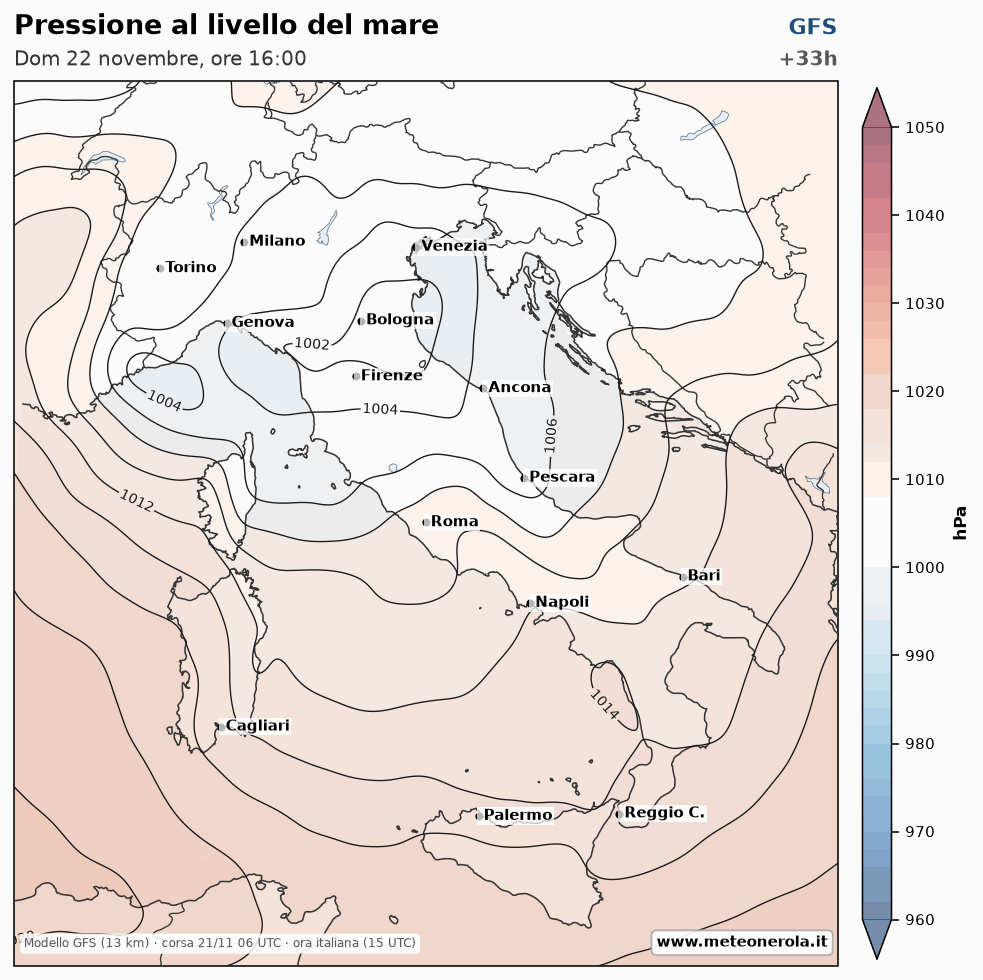 Pressione al livello del mare
GFS
Dom 22 novembre, ore 16:00
+33h
1050
1040
1030
1020
1010
1000
990
980
970
960
hPa
Milano
Venezia
Torino
Genova
Bologna
1002
Firenze
Ancona
1004
1004
1006
Pescara
1012
Roma
Bari
Napoli
1014
Cagliari
Palermo
Reggio C.
Modello GFS (13 km) · corsa 21/11 06 UTC · ora italiana (15 UTC)
www.meteonerola.it